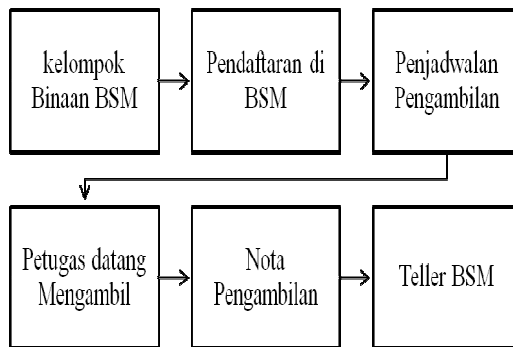 kelompok
Binaan BSM
Pendaftaran di
BSM
Penjadwalan
Pengambilan
Petugas datang
Mengambil
Nota
Pengambilan
Teller BSM